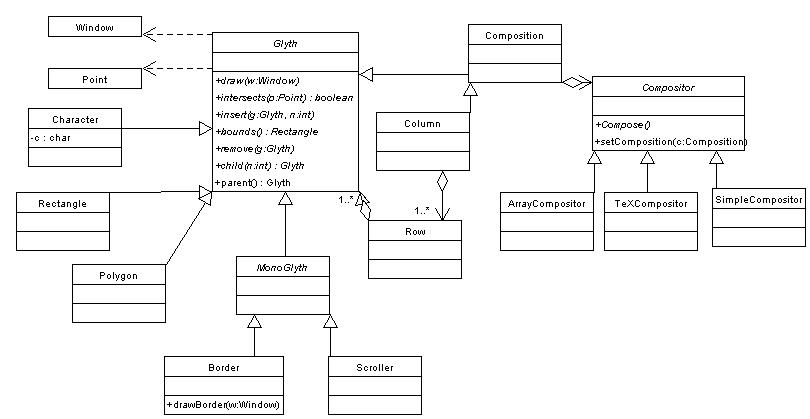 Window
Glyth
Composition
Point
+draw(w:Window)
+intersects(p:Point) : boolean
+insert(g:Glyth, n:int)
+bounds() : Rectangle
+remove(g:Glyth)
+child(n:int) : Glyth
+parent() : Glyth
Compositor
+Compose()
+setComposition(c:Composition)
Character
-c : char
Column
Rectangle
1..*
1..*
Row
ArrayCompositor
TeXCompositor
SimpleCompositor
Polygon
MonoGlyth
Border
+drawBorder(w:Window)
Scroller